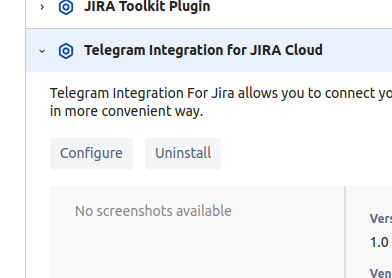 JIRA Toolkit Plugin
Telegram Integration for JIRA Cloud
Telegram Integration For Jira allows you to connect yo
in more convenient way.
Configure Uninstall
No screenshots available
Vers
1.0
Ven